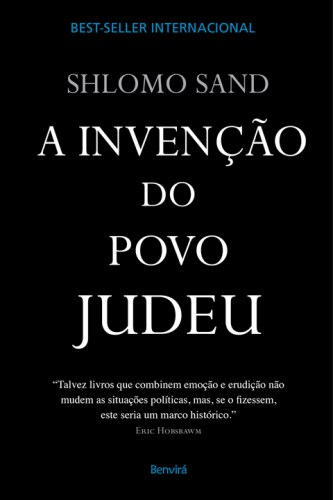 BEST-SELLER INTERNACIONAL
SHLOMO SAND
A INVENÇÃO
DO
POVO
JUDEU
“Talvez livros que combinem emoção e erudição não
mudem as situações políticas, mas, se o fizessem,
este seria um marco histórico.”
ERIC HOBSBAWM
Benvirá